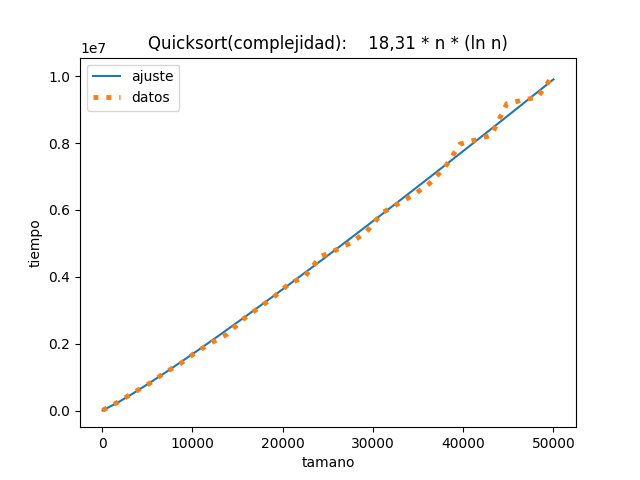 Quicksort(complejidad):    18,31 * n * (ln n)
1e7
ajuste
datos
1.0
0.8
0.6
0.4
0.2
0.0
tiempo
0 10000 20000 30000 40000 50000
tamano